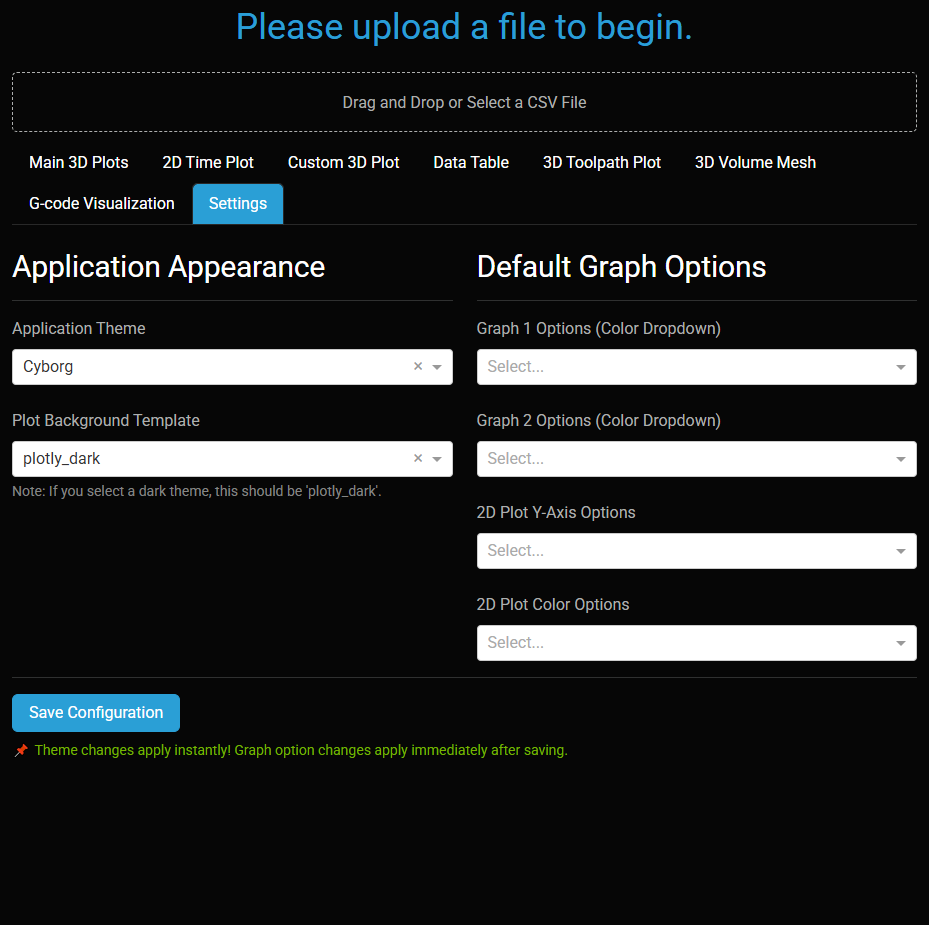 Please upload a file to begin.
Drag and Drop or Select a CSV File
Main 3D Plots 2D Time Plot Custom 3D Plot Data Table 3D Toolpath Plot 3D Volume Mesh
G-code Visualization Settings
Application Appearance
Application Theme
Cyborg
Plot Background Template
plotly_dark
Note: If you select a dark theme, this should be 'plotly_dark'.
Default Graph Options
Graph 1 Options (Color Dropdown)
Select...
Graph 2 Options (Color Dropdown)
Select...
2D Plot Y-Axis Options
Select...
2D Plot Color Options
Select...
Save Configuration
📌 Theme changes apply instantly! Graph option changes apply immediately after saving.